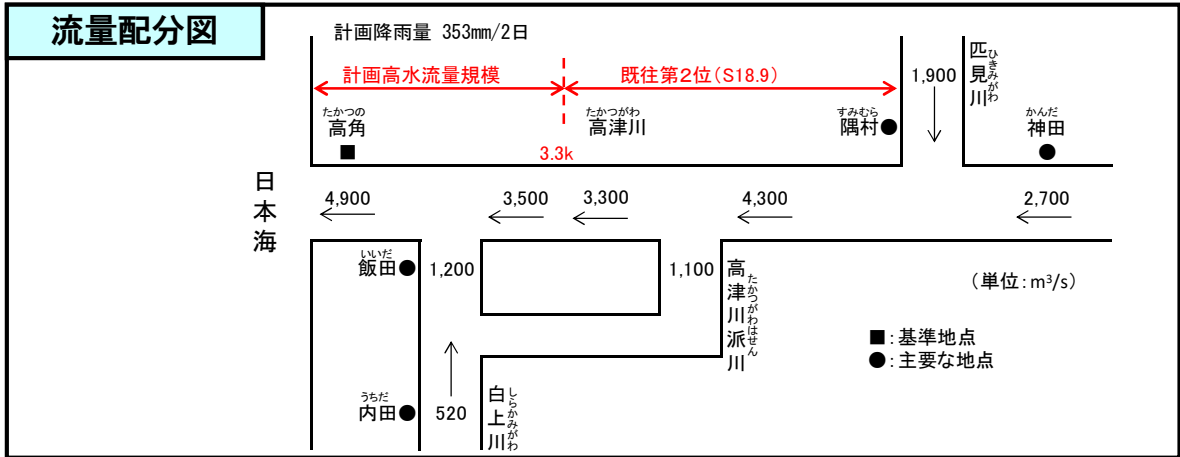 流量配分図
計画降雨量 353mm/2日
計画高水流量規模
既往第2位(S18.9)
1,900
匹見川
ひきみがわ
たかつの
高角
■
たかつがわ
高津川
すみむら
隅村●
かんだ
神田
●
3.3k
日本海
4,900
3,500
3,300
4,300
2,700
いいだ
飯田●
1,200
1,100
高津川派川
たかつがわはせん
(単位:m³/s)
■:基準地点
●:主要な地点
うちだ
内田●
520
白上川
しらかみがわ